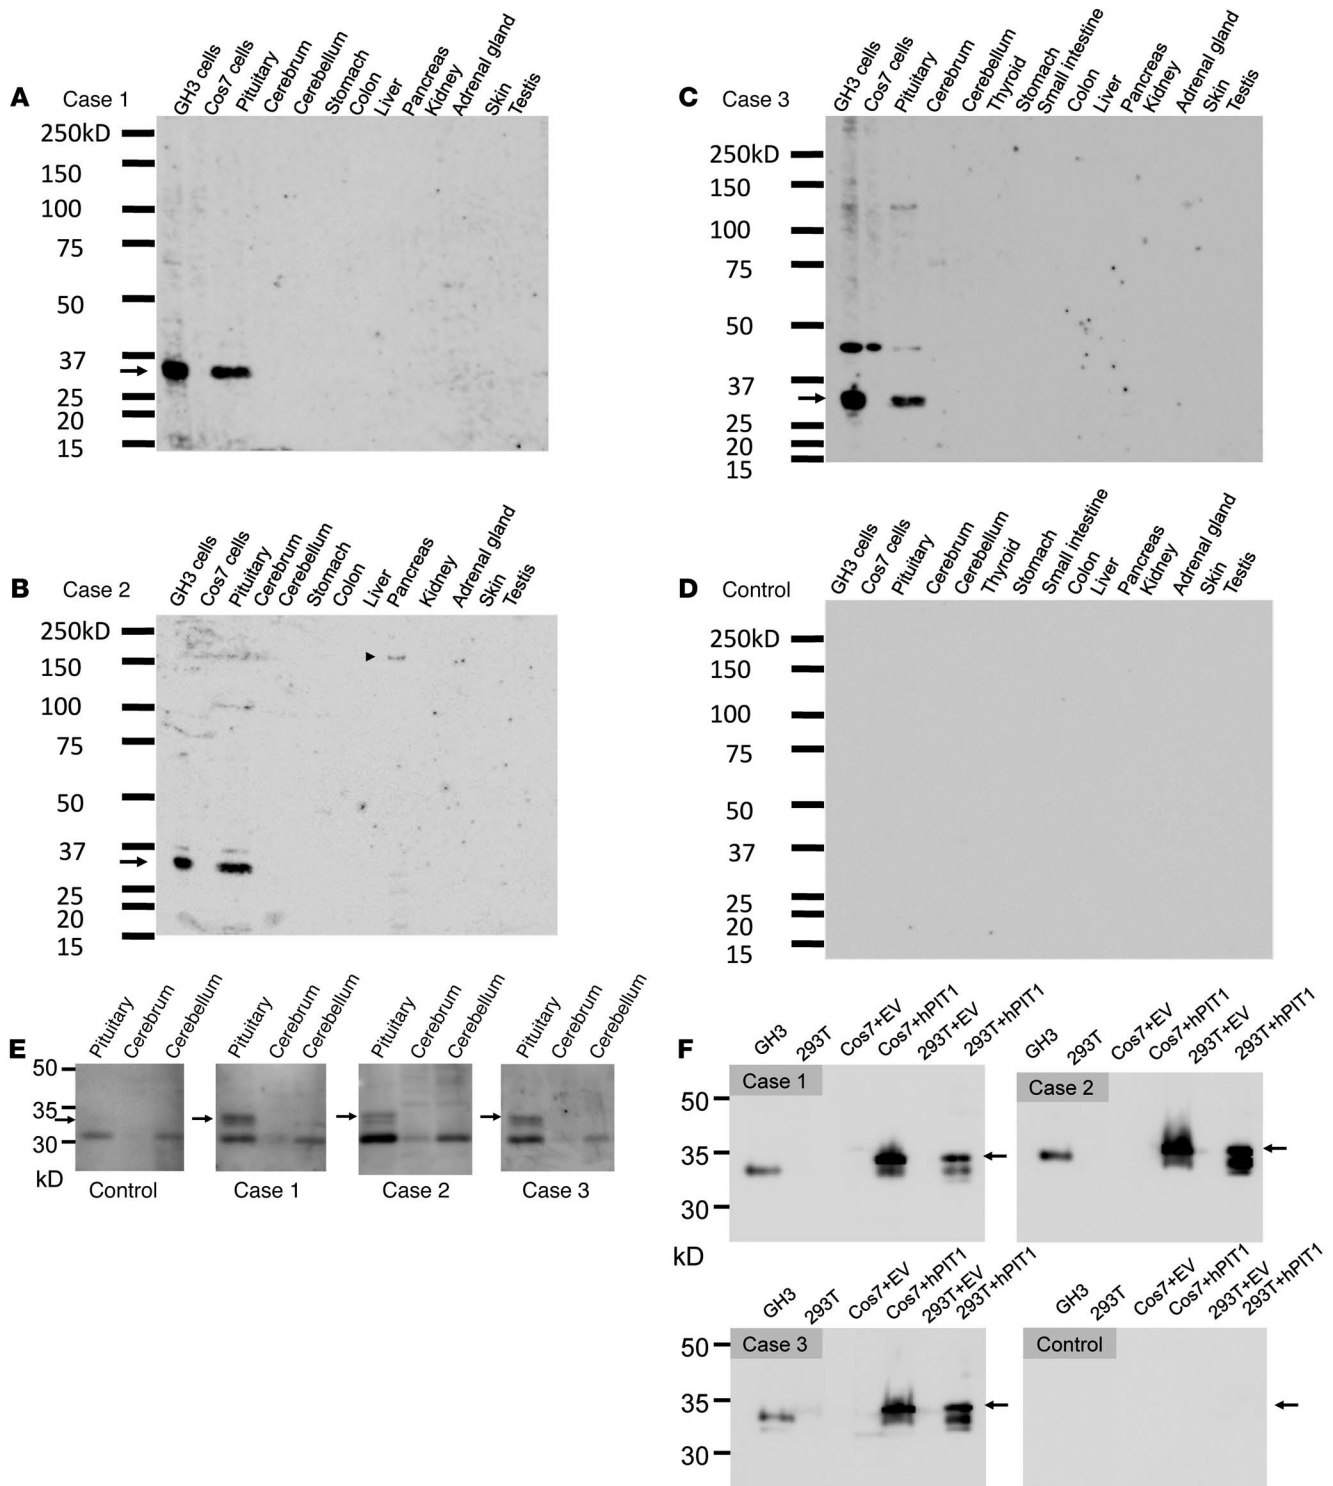 A
Case 1
GH3 cells
Cos7 cells
Pituitary
Cerebrum
Cerebellum
Stomach
Colon
Liver
Pancreas
Kidney
Adrenal gland
Skin
Testis
250kD
150
100
75
50
37
25
20
15
C
Case 3
GH3 cells
Cos7 cells
Pituitary
Cerebrum
Cerebellum
Thyroid
Stomach
Small intestine
Colon
Liver
Pancreas
Kidney
Adrenal gland
Skin
Testis
250kD
150
100
75
50
37
25
20
15
B
Case 2
GH3 cells
Cos7 cells
Pituitary
Cerebrum
Cerebellum
Stomach
Colon
Liver
Pancreas
Kidney
Adrenal gland
Skin
Testis
250kD
150
100
75
50
37
25
20
15
D
Control
GH3 cells
Cos7 cells
Pituitary
Cerebrum
Cerebellum
Thyroid
Stomach
Small intestine
Colon
Liver
Pancreas
Kidney
Adrenal gland
Skin
Testis
250kD
150
100
75
50
37
25
20
15
E
Pituitary
Cerebrum
Cerebellum
Pituitary
Cerebrum
Cerebellum
Pituitary
Cerebrum
Cerebellum
Pituitary
Cerebrum
Cerebellum
50
35
30
kD
Control
Case 1
Case 2
Case 3
F
GH3
293T
Cos7+EV
Cos7+hPIT1
293T+EV
293T+hPIT1
Case 1
50
35
30
kD
GH3
293T
Cos7+EV
Cos7+hPIT1
293T+EV
293T+hPIT1
Case 2
GH3
293T
Cos7+EV
Cos7+hPIT1
293T+EV
293T+hPIT1
Case 3
50
35
30
GH3
293T
Cos7+EV
Cos7+hPIT1
293T+EV
293T+hPIT1
Control